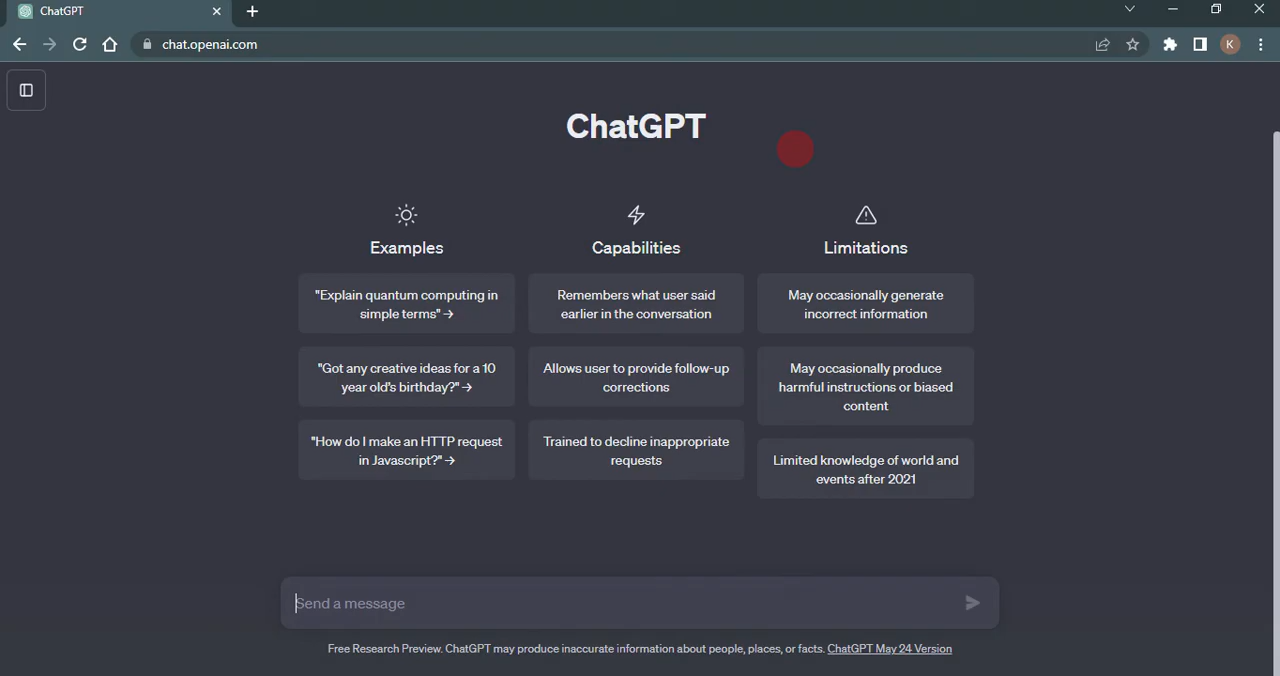 ChatGPT
chat.openai.com
K
ChatGPT
Examples
Capabilities
Limitations
"Explain quantum computing in
simple terms" →
Remembers what user said
earlier in the conversation
May occasionally generate
incorrect information
"Got any creative ideas for a 10
year old's birthday?" →
Allows user to provide follow-up
corrections
May occasionally produce
harmful instructions or biased
content
"How do I make an HTTP request
in Javascript?" →
Trained to decline inappropriate
requests
Limited knowledge of world and
events after 2021
Send a message
Free Research Preview. ChatGPT may produce inaccurate information about people, places, or facts. ChatGPT May 24 Version